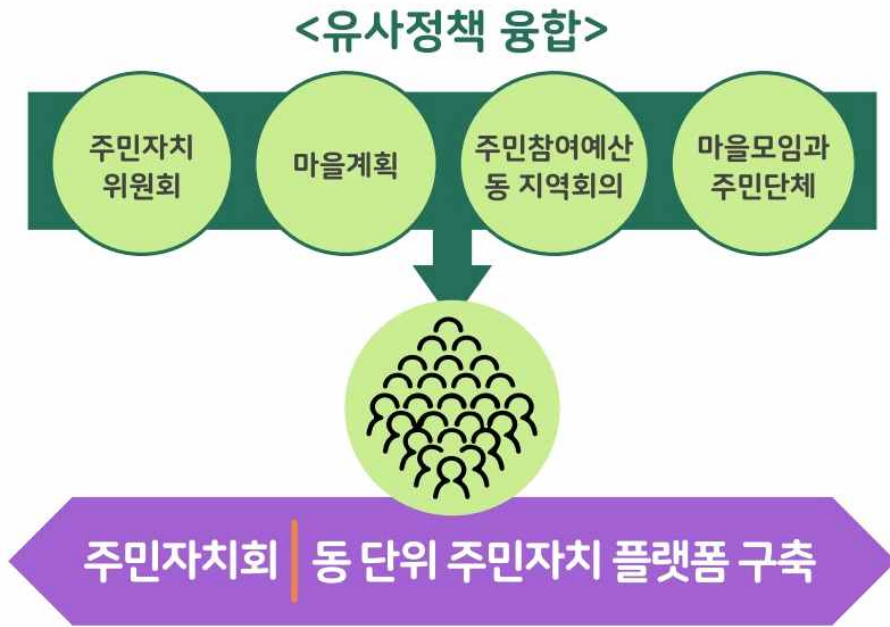 <유사정책 융합>
주민자치
위원회
마을계획
주민참여예산
동 지역회의
마을모임과
주민단체
주민자치회 | 동 단위 주민자치 플랫폼 구축